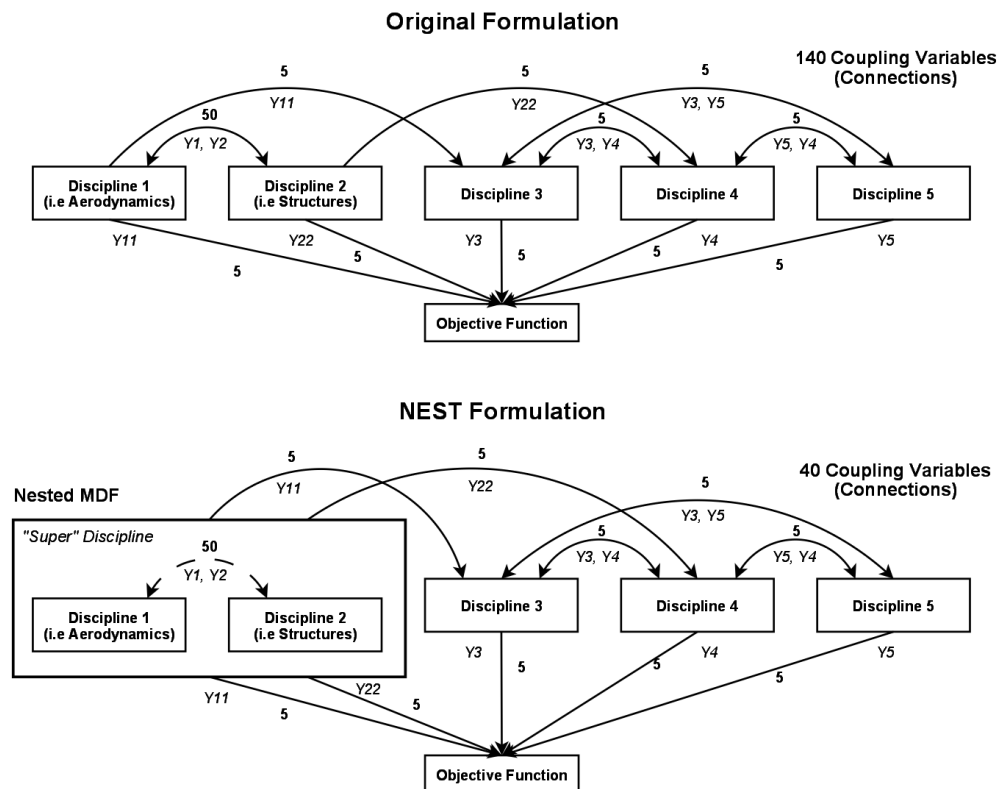 Original Formulation
140 Coupling Variables
(Connections)
5
5
5
Y11
Y22
Y3, Y5
50
5
5
Y1, Y2
Y3, Y4
Y5, Y4
Discipline 1
(i.e Aerodynamics)
Discipline 2
(i.e Structures)
Discipline 3
Discipline 4
Discipline 5
Y11
Y22
Y3
Y4
Y5
5
5
5
5
5
Objective Function
NEST Formulation
40 Coupling Variables
(Connections)
5
5
5
Y11
Y22
Y3, Y5
Nested MDF
"Super" Discipline
50
5
5
Y1, Y2
Y3, Y4
Y5, Y4
Discipline 1
(i.e Aerodynamics)
Discipline 2
(i.e Structures)
Discipline 3
Discipline 4
Discipline 5
Y11
Y22
Y3
Y4
Y5
5
5
5
5
5
Objective Function